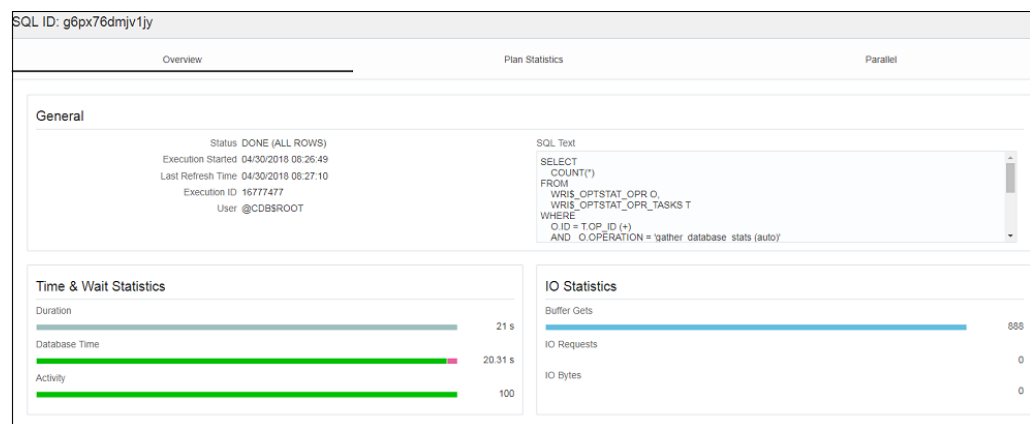 SQL ID: g6px76dmjv1jy
Overview
Plan Statistics
Parallel
General
Status DONE (ALL ROWS)
Execution Started 04/30/2018 08:26:49
Last Refresh Time 04/30/2018 08:27:10
Execution ID 16777477
User @CDB$ROOT
SQL Text
SELECT
COUNT(*)
FROM
WRI$_OPTSTAT_OPR O,
WRI$_OPTSTAT_OPR_TASKS T
WHERE
O.ID = T.OP_ID (+)
AND O.OPERATION = 'gather_database_stats (auto)'
Time & Wait Statistics
Duration
21 s
Database Time
20.31 s
Activity
100
IO Statistics
Buffer Gets
888
IO Requests
0
IO Bytes
0